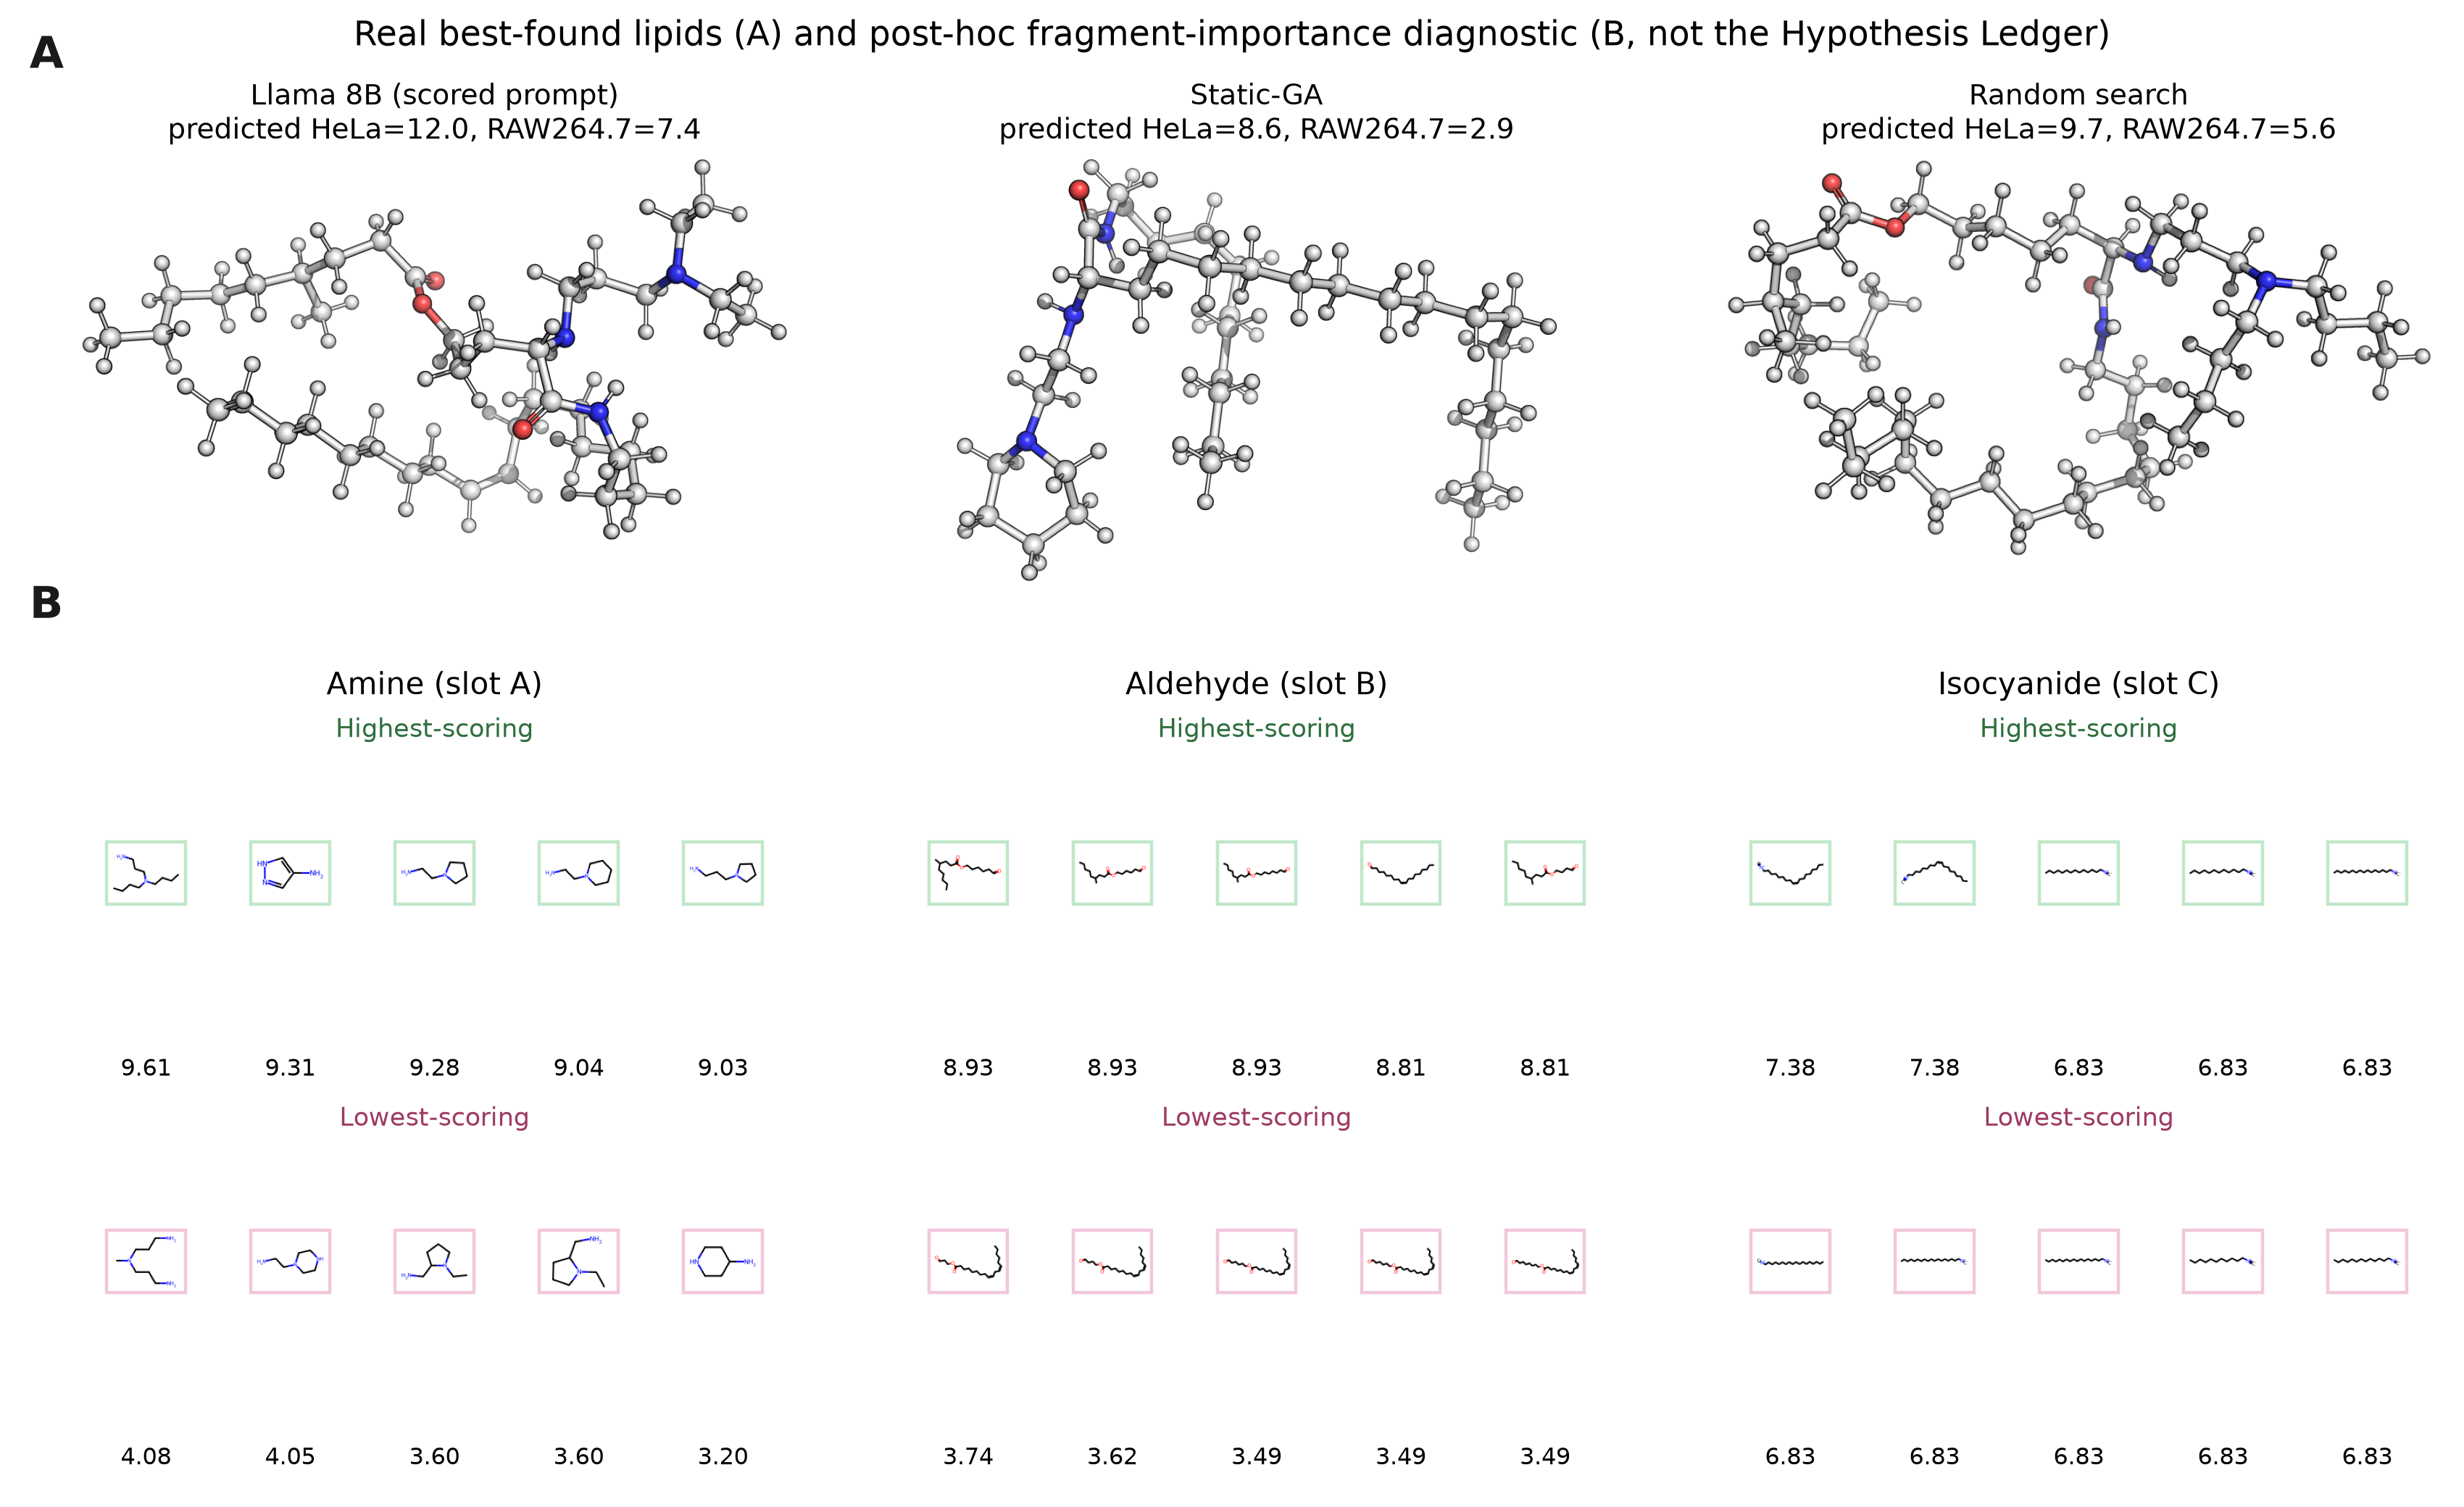 A
Real best-found lipids (A) and post-hoc fragment-importance diagnostic (B, not the Hypothesis Ledger)
Llama 8B (scored prompt)
predicted HeLa=12.0, RAW264.7=7.4
Static-GA
predicted HeLa=8.6, RAW264.7=2.9
Random search
predicted HeLa=9.7, RAW264.7=5.6
B
Amine (slot A)
Highest-scoring
9.61 9.31 9.28 9.04 9.03
Lowest-scoring
4.08 4.05 3.60 3.60 3.20
Aldehyde (slot B)
Highest-scoring
8.93 8.93 8.93 8.81 8.81
Lowest-scoring
3.74 3.62 3.49 3.49 3.49
Isocyanide (slot C)
Highest-scoring
7.38 7.38 6.83 6.83 6.83
Lowest-scoring
6.83 6.83 6.83 6.83 6.83